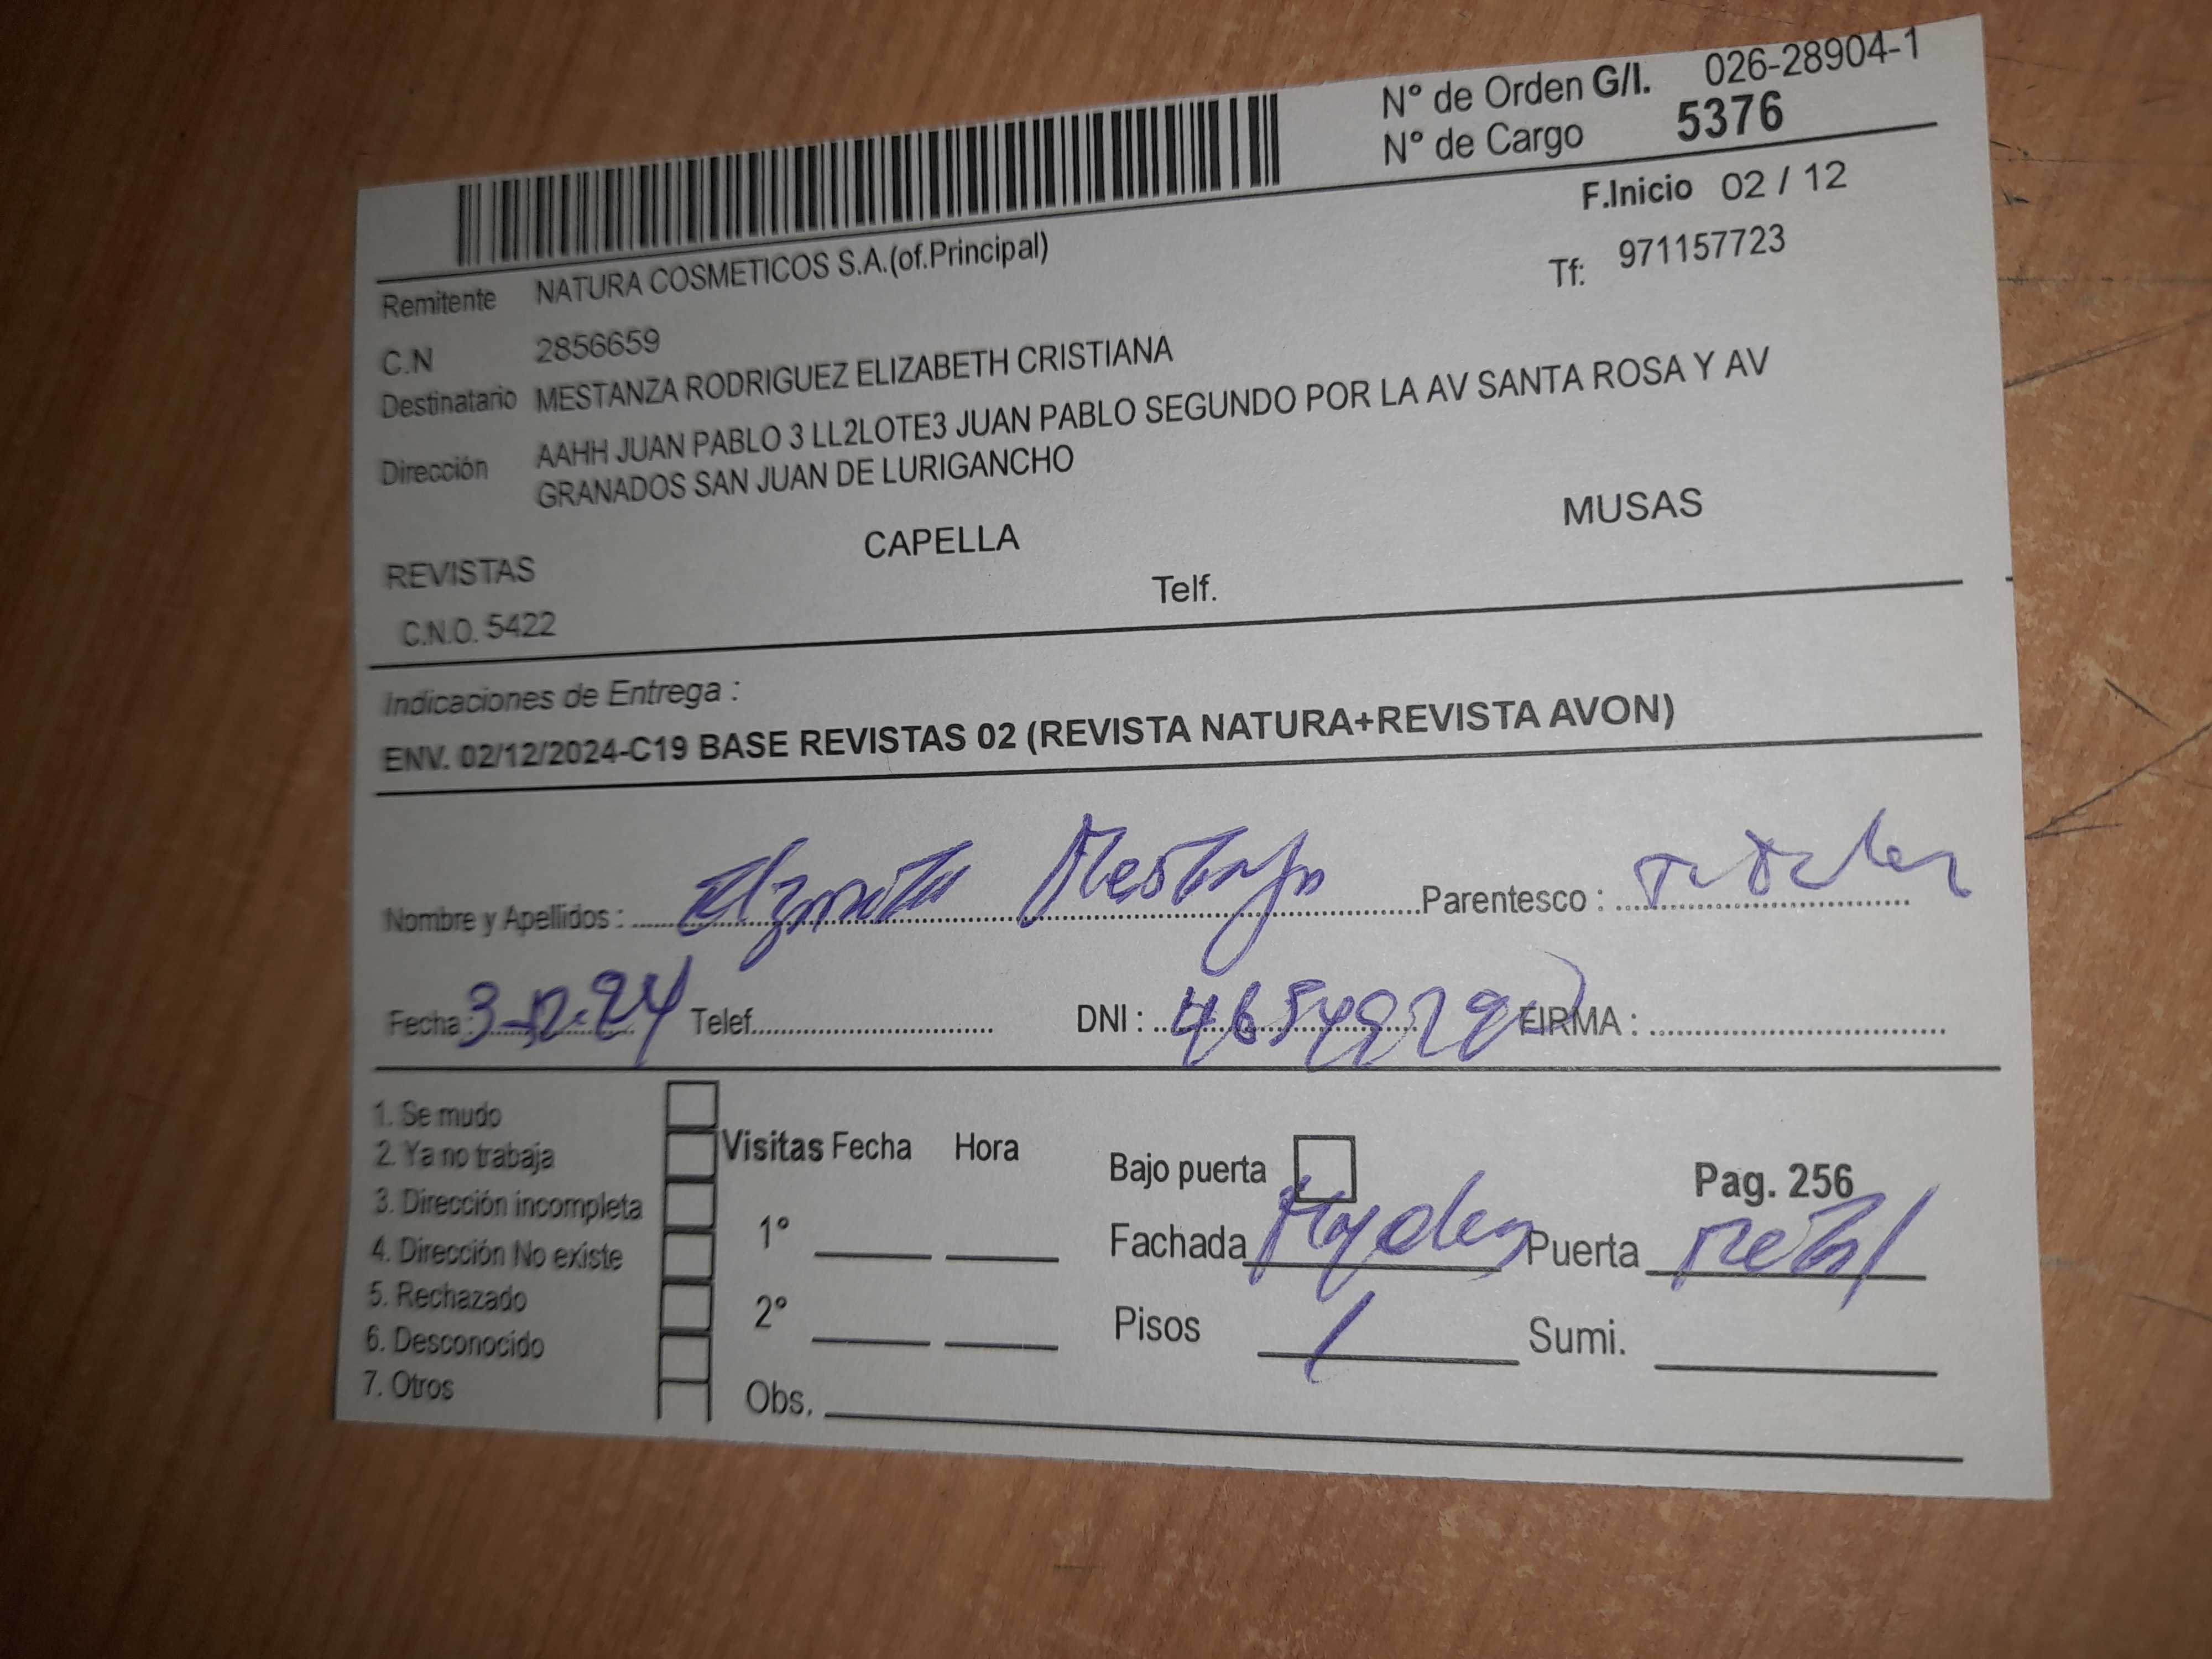 N° de Orden G/I. 026-28904-1
N° de Cargo 5376
F.Inicio 02 / 12
Remitente NATURA COSMETICOS S.A.(of.Principal)
Tf: 971157723
C.N 2856659
Destinatario MESTANZA RODRIGUEZ ELIZABETH CRISTIANA
Dirección AAHH JUAN PABLO 3 LL2LOTE3 JUAN PABLO SEGUNDO POR LA AV SANTA ROSA Y AV
GRANADOS SAN JUAN DE LURIGANCHO
REVISTAS CAPELLA MUSAS
C.N.O. 5422 Telf.
Indicaciones de Entrega :
ENV. 02/12/2024-C19 BASE REVISTAS 02 (REVISTA NATURA+REVISTA AVON)
Nombre y Apellidos : Parentesco :
Fecha : 3-12-24 Telef. DNI : FIRMA :
1. Se mudo
2. Ya no trabaja
3. Dirección incompleta
4. Dirección No existe
5. Rechazado
6. Desconocido
7. Otros
Visitas Fecha Hora
1°
2°
Obs.
Bajo puerta Pag. 256
Fachada Puerta metal
Pisos 1 Sumi.